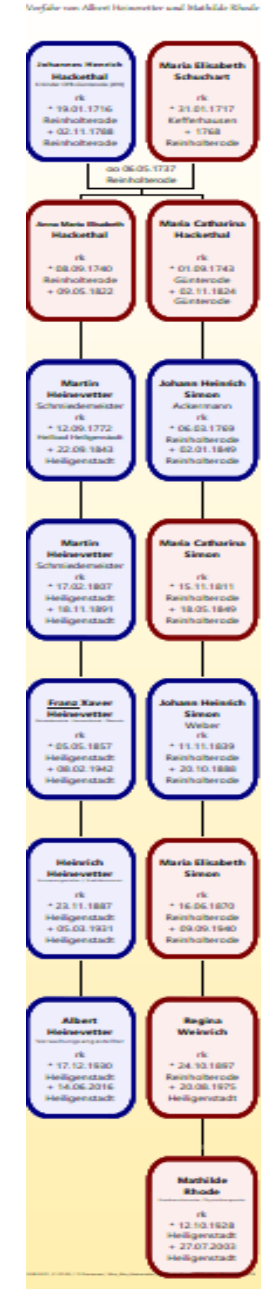 Vorfahr von Albert Heinevetter und Mathilde Rhode
Johannes Henrich
Hackethal
rk
* 19.01.1716
Reinholterode
+ 02.11.1788
Reinholterode
Maria Elisabeth
Schuchart
rk
* 31.01.1717
Kefferhausen
+ 1768
Reinholterode
oo 06.05.1737
Reinholterode
Anna Maria Elisabeth
Hackethal
rk
* 08.09.1740
Reinholterode
+ 09.05.1822
Maria Catharina
Hackethal
rk
* 01.09.1743
Günterode
+ 02.11.1824
Günterode
Martin
Heinevetter
Schmiedemeister
rk
* 12.09.1772
Heilbad Heiligenstadt
+ 22.09.1843
Heiligenstadt
Johann Heinrich
Simon
Ackermann
rk
* 06.03.1769
Reinholterode
+ 02.01.1849
Reinholterode
Martin
Heinevetter
Schmiedemeister
rk
* 17.02.1807
Heiligenstadt
+ 18.11.1891
Heiligenstadt
Maria Catharina
Simon
rk
* 15.11.1811
Reinholterode
+ 18.05.1849
Reinholterode
Franz Xaver
Heinevetter
rk
* 05.05.1857
Heiligenstadt
+ 08.02.1942
Heiligenstadt
Johann Heinrich
Simon
Weber
rk
* 11.11.1839
Reinholterode
+ 20.10.1888
Reinholterode
Heinrich
Heinevetter
rk
* 23.11.1887
Heiligenstadt
+ 05.03.1931
Heiligenstadt
Maria Elisabeth
Simon
rk
* 16.06.1870
Reinholterode
+ 09.09.1940
Reinholterode
Albert
Heinevetter
Verwaltungsangestellter
rk
* 17.12.1930
Heiligenstadt
+ 14.06.2016
Heiligenstadt
Regina
Weinrich
rk
* 24.10.1897
Reinholterode
+ 20.08.1975
Heiligenstadt
Mathilde
Rhode
rk
* 12.10.1928
Heiligenstadt
+ 27.07.2003
Heiligenstadt